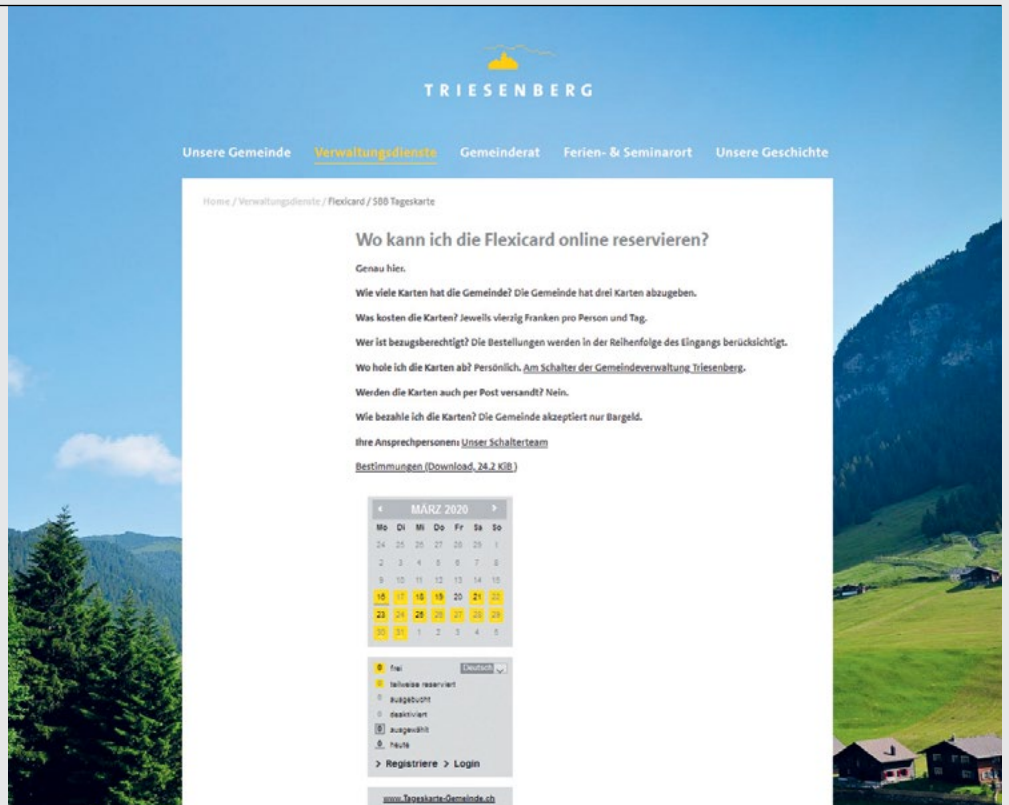 TRIESENBERG
Unsere Gemeinde Verwaltungsdienste Gemeinderat Ferien- & Seminarort Unsere Geschichte
Home / Verwaltungsdienste / Flexicard / SBB Tageskarte
Wo kann ich die Flexicard online reservieren?
Genau hier.
Wie viele Karten hat die Gemeinde? Die Gemeinde hat drei Karten abzugeben.
Was kosten die Karten? Jeweils vierzig Franken pro Person und Tag.
Wer ist bezugsberechtigt? Die Bestellungen werden in der Reihenfolge des Eingangs berücksichtigt.
Wo hole ich die Karten ab? Persönlich. Am Schalter der Gemeindeverwaltung Triesenberg.
Werden die Karten auch per Post versandt? Nein.
Wie bezahle ich die Karten? Die Gemeinde akzeptiert nur Bargeld.
Ihre Ansprechpersonen: Unser Schalterteam
Bestimmungen (Download, 24.2 KiB )
MÄRZ 2020
Mo Di Mi Do Fr Sa So
24 25 26 27 28 29 1
2 3 4 5 6 7 8
9 10 11 12 13 14 15
16 17 18 19 20 21 22
23 24 25 26 27 28 29
30 31 1 2 3 4 5
0 frei Deutsch
0 teilweise reserviert
0 ausgebucht
0 deaktiviert
0 ausgewählt
0 heute
> Registriere > Login
www.Tageskarte-Gemeinde.ch